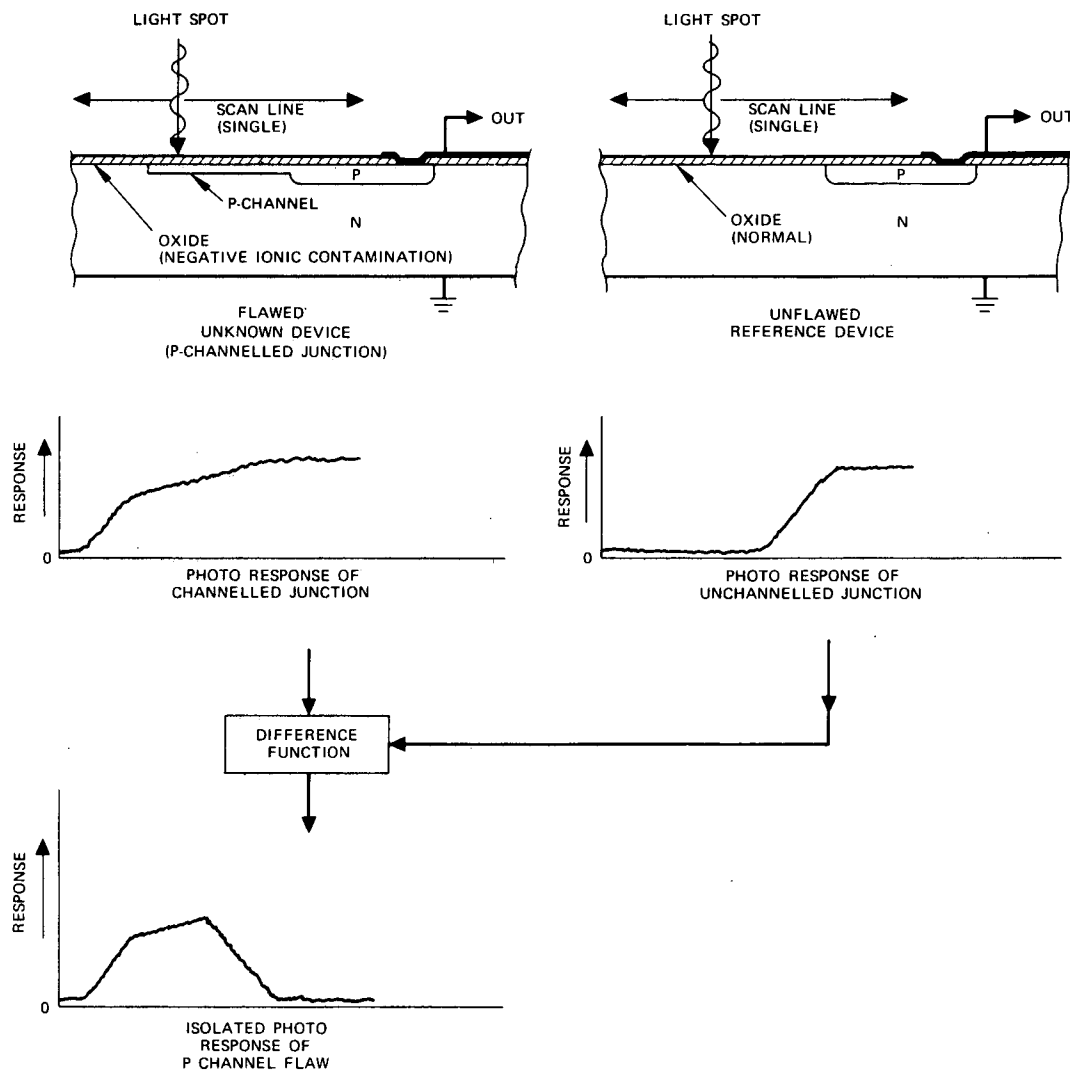 LIGHT SPOT
SCAN LINE
(SINGLE)
OUT
P
P-CHANNEL
N
OXIDE
(NEGATIVE IONIC CONTAMINATION)
FLAWED
UNKNOWN DEVICE
(P-CHANNELLED JUNCTION)
LIGHT SPOT
SCAN LINE
(SINGLE)
OUT
P
N
OXIDE
(NORMAL)
UNFLAWED
REFERENCE DEVICE
RESPONSE
0
PHOTO RESPONSE OF
CHANNELLED JUNCTION
RESPONSE
0
PHOTO RESPONSE OF
UNCHANNELLED JUNCTION
DIFFERENCE
FUNCTION
RESPONSE
0
ISOLATED PHOTO
RESPONSE OF
P CHANNEL FLAW